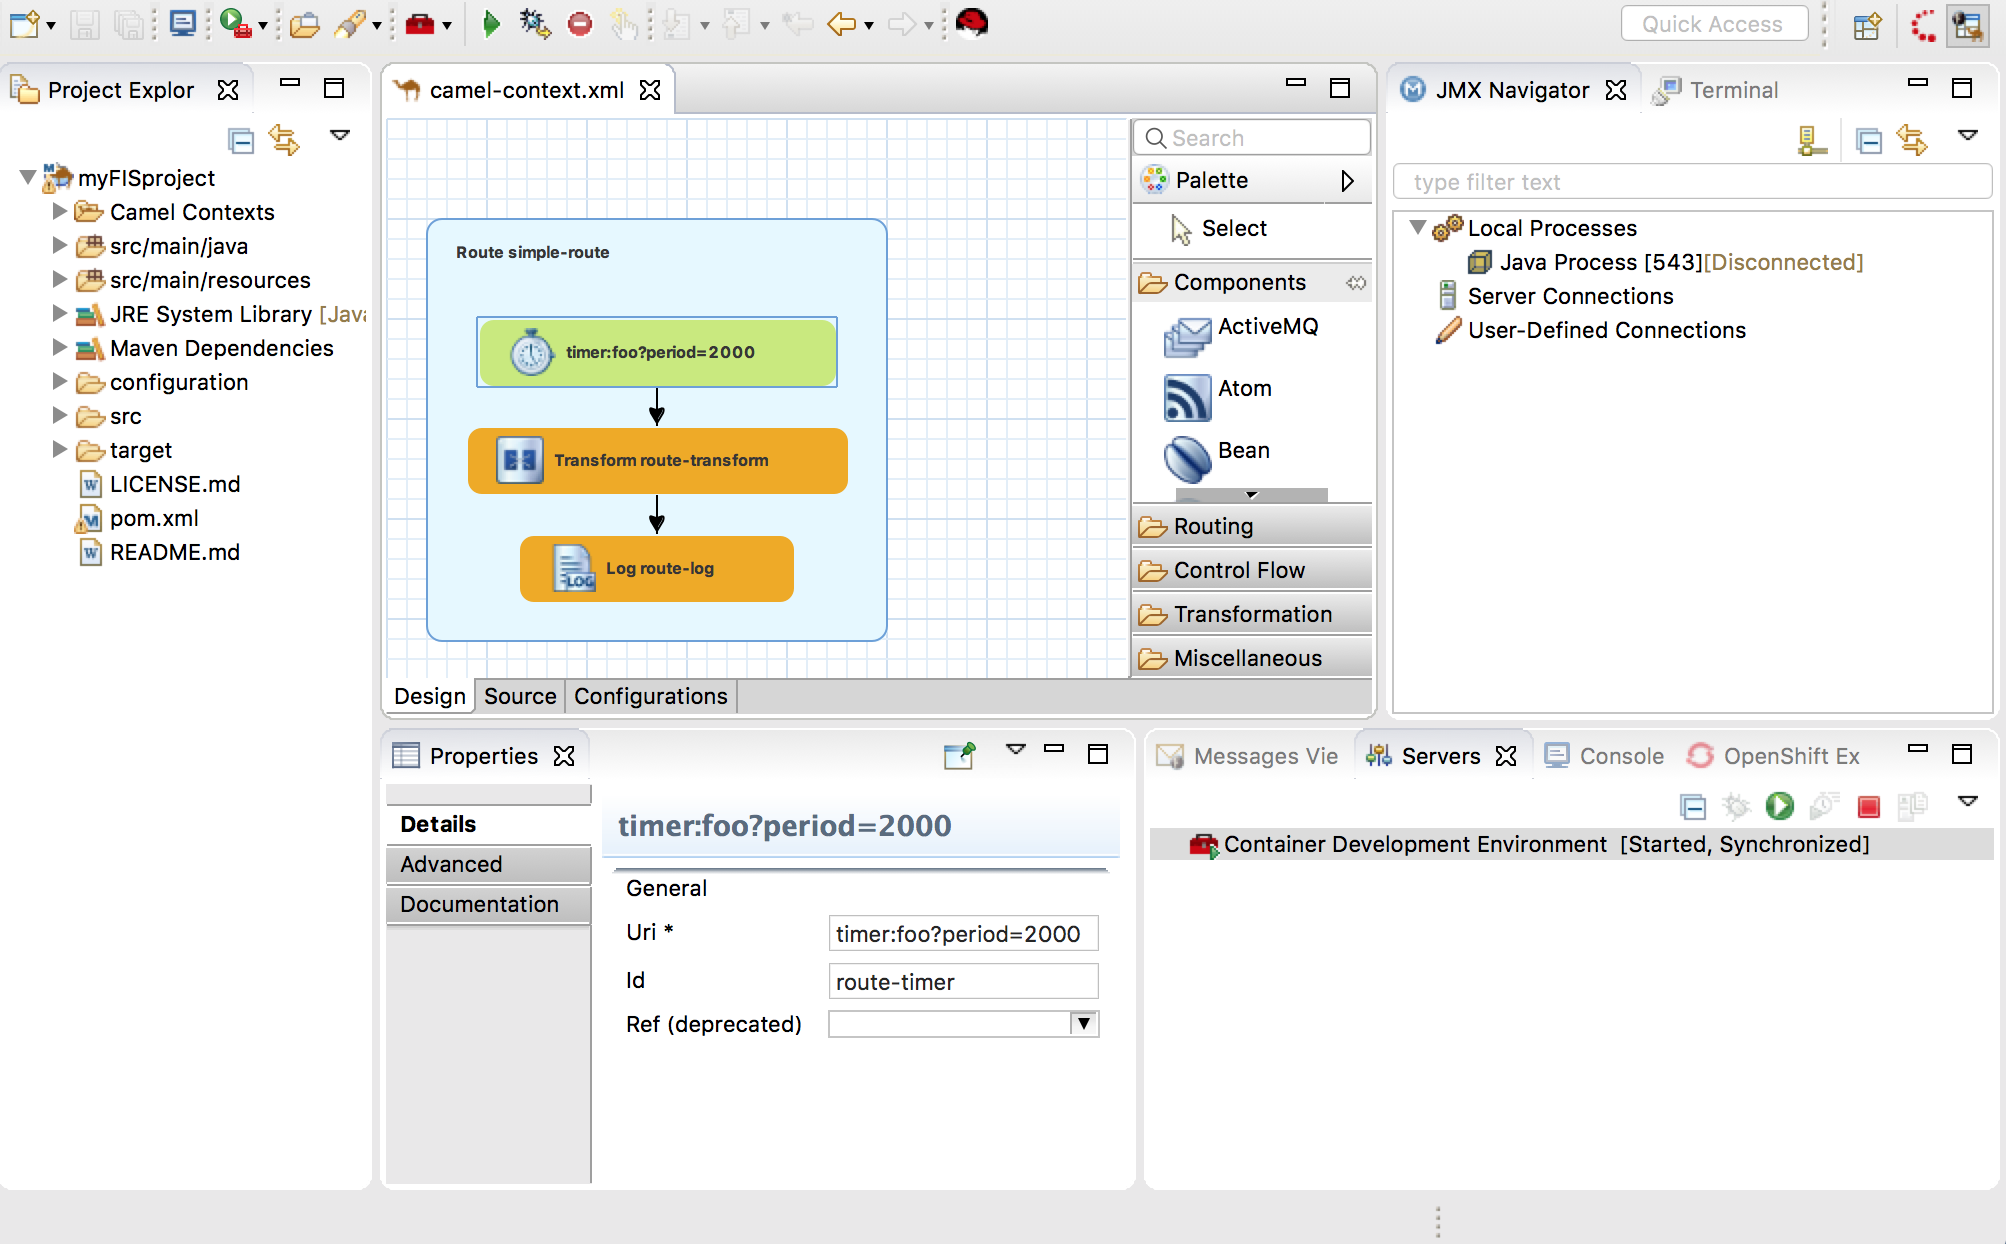 Quick Access
Project Explor
myFISproject
Camel Contexts
src/main/java
src/main/resources
JRE System Library [Java
Maven Dependencies
configuration
src
target
LICENSE.md
pom.xml
README.md
camel-context.xml
Route simple-route
timer:foo?period=2000
Transform route-transform
LOG
Log route-log
Search
Palette
Select
Components
ActiveMQ
Atom
Bean
Routing
Control Flow
Transformation
Miscellaneous
Design
Source
Configurations
JMX Navigator
Terminal
type filter text
Local Processes
Java Process [543][Disconnected]
Server Connections
User-Defined Connections
Properties
Details
Advanced
Documentation
timer:foo?period=2000
General
Uri *
timer:foo?period=2000
Id
route-timer
Ref (deprecated)
Messages Vie
Servers
Console
OpenShift Ex
Container Development Environment [Started, Synchronized]